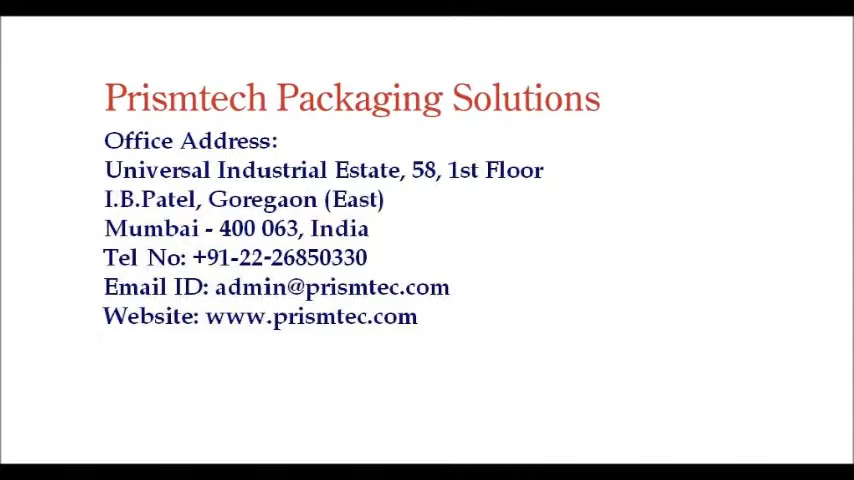 Prismtech Packaging Solutions
Office Address:
Universal Industrial Estate, 58, 1st Floor
I.B.Patel, Goregaon (East)
Mumbai - 400 063, India
Tel No: +91-22-26850330
Email ID: admin@prismtec.com
Website: www.prismtec.com